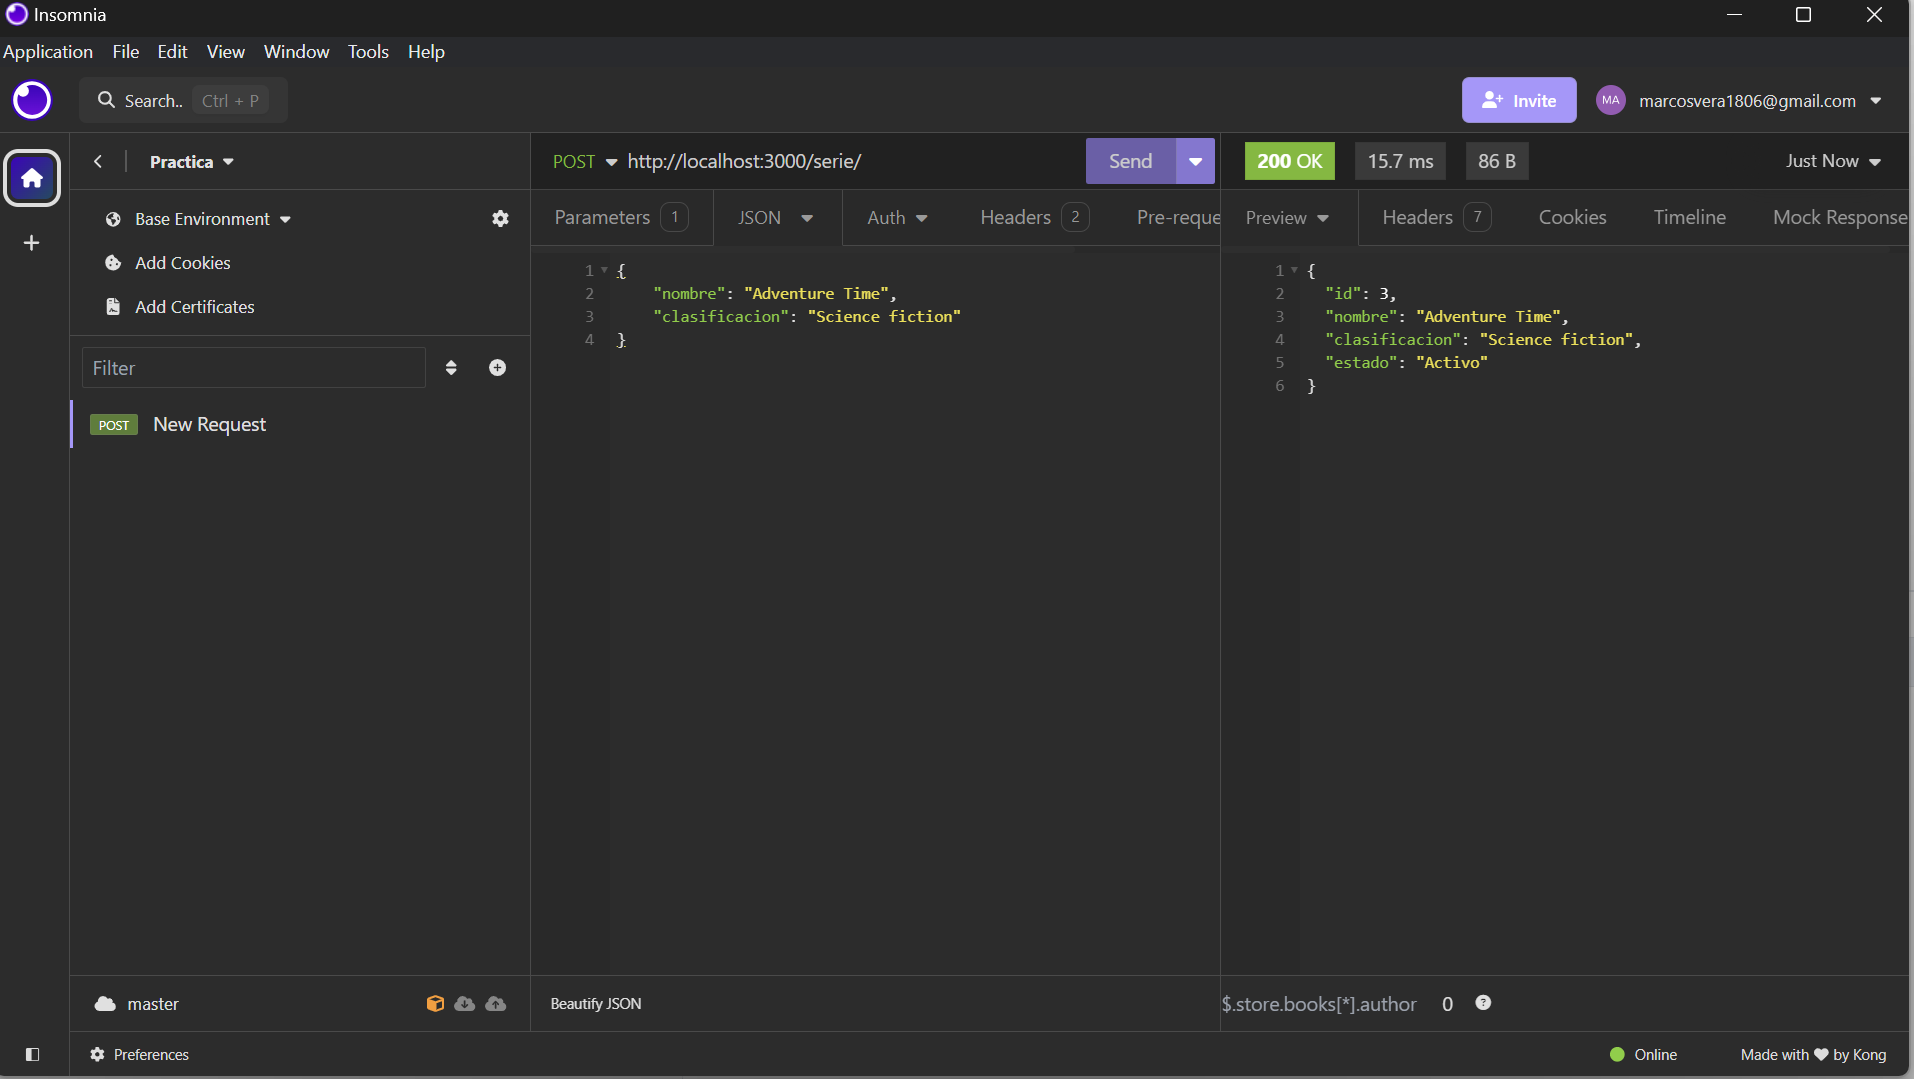 Insomnia
Application File Edit View Window Tools Help
Search.. Ctrl + P
Invite
MA
marcosvera1806@gmail.com
Practica
POST http://localhost:3000/serie/
Send
200 OK
15.7 ms
86 B
Just Now
Base Environment
Add Cookies
Add Certificates
Filter
POST New Request
Parameters 1
JSON
Auth
Headers 2
Pre-reque
1 {
2 "nombre": "Adventure Time",
3 "clasificacion": "Science fiction"
4 }
Preview
Headers 7
Cookies
Timeline
Mock Response
1 {
2 "id": 3,
3 "nombre": "Adventure Time",
4 "clasificacion": "Science fiction",
5 "estado": "Activo"
6 }
master
Beautify JSON
$.store.books[*].author 0 ?
Preferences
Online
Made with ❤ by Kong